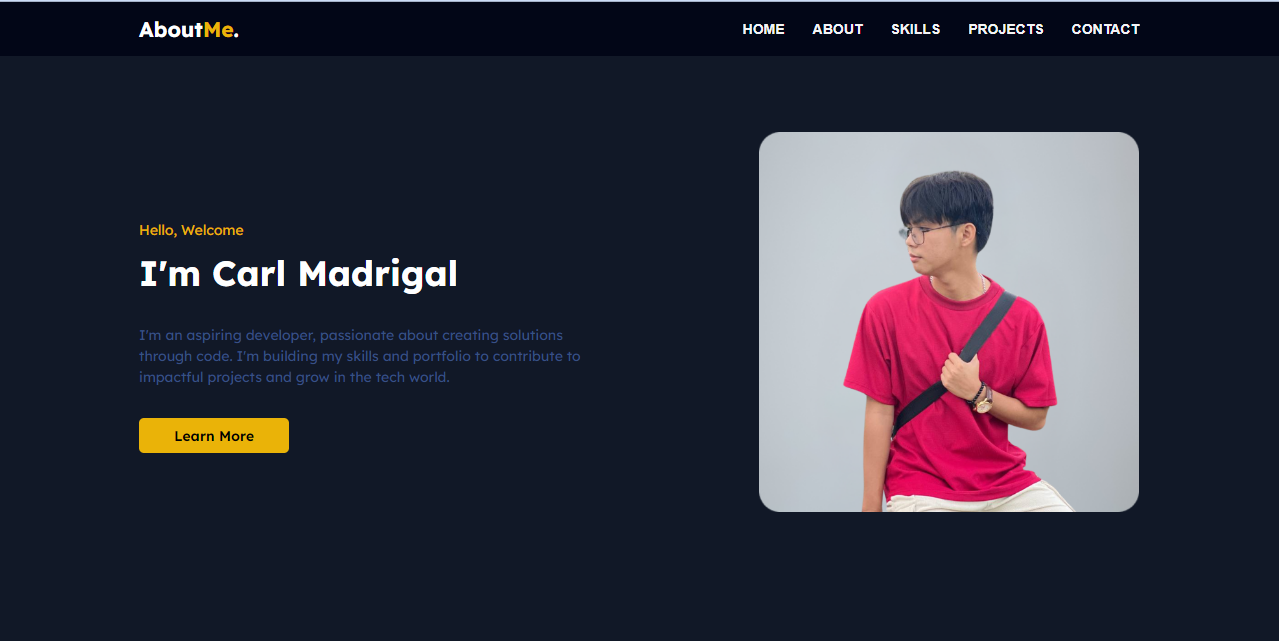 AboutMe.
HOME ABOUT SKILLS PROJECTS CONTACT
Hello, Welcome
I'm Carl Madrigal
I'm an aspiring developer, passionate about creating solutions
through code. I'm building my skills and portfolio to contribute to
impactful projects and grow in the tech world.
Learn More